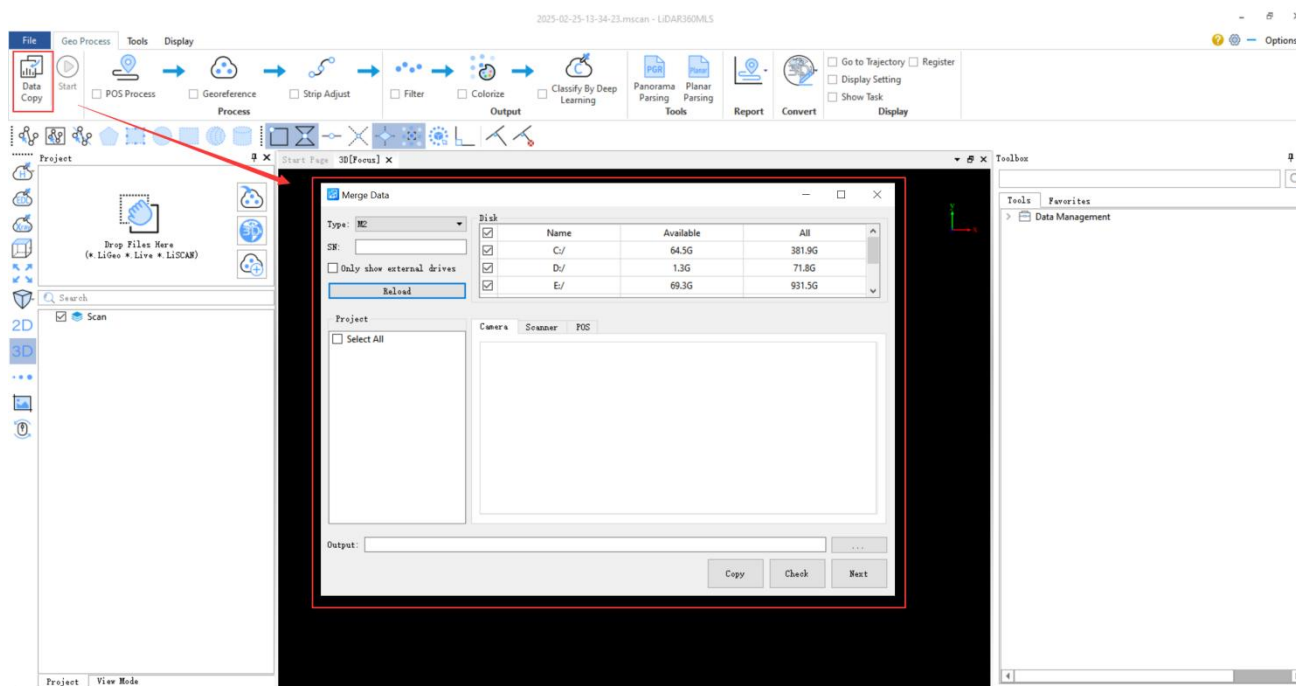 2025-02-25-13-34-23.mscan - LiDAR360MLS
File Geo Process Tools Display
Options
Data Copy
Start
POS Process
Georeference
Strip Adjust
Filter
Colorize
Classify By Deep Learning
Panorama Parsing
Planar Parsing
PGR
Planar
Go to Trajectory Register
Display Setting
Show Task
Process Output Tools Report Convert Display
Project
Start Page 3D[Focus]
Toolbox
Drop Files Here
(*.LiGeo *.Live *.LiSCAN)
Search
Scan
2D
3D
Tools Favorites
Data Management
Merge Data
Type: M2
SN:
Only show external drives
Reload
Disk
Name Available All
C:/ 64.5G 381.9G
D:/ 1.3G 71.8G
E:/ 69.3G 931.5G
Project
Select All
Camera Scanner POS
Output:
...
Copy Check Next
Project View Mode